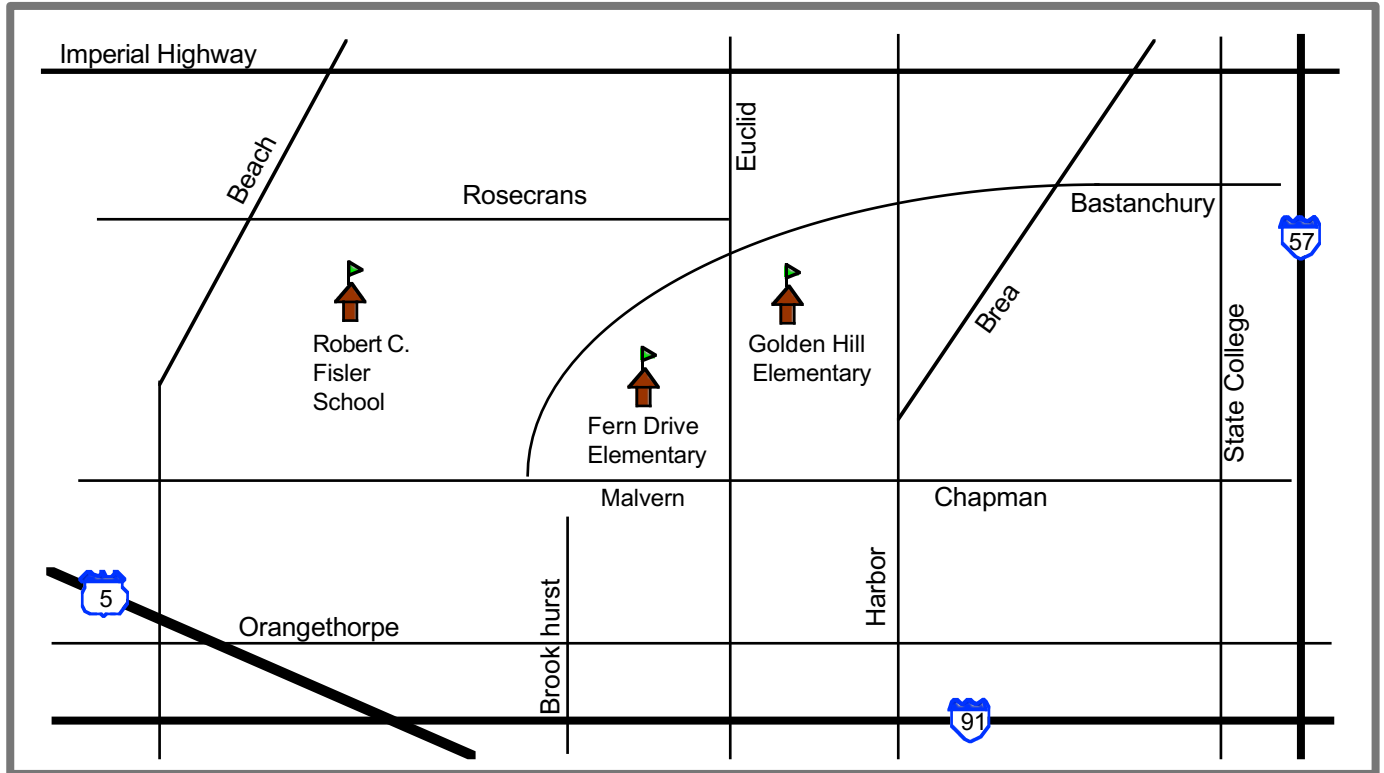 Imperial Highway
Beach
Euclid
Rosecrans
Bastanchury
57
Brea
Robert C.
Fisler
School
Golden Hill
Elementary
Fern Drive
Elementary
State College
Malvern
Chapman
5
Orangethorpe
Brook hurst
Harbor
91